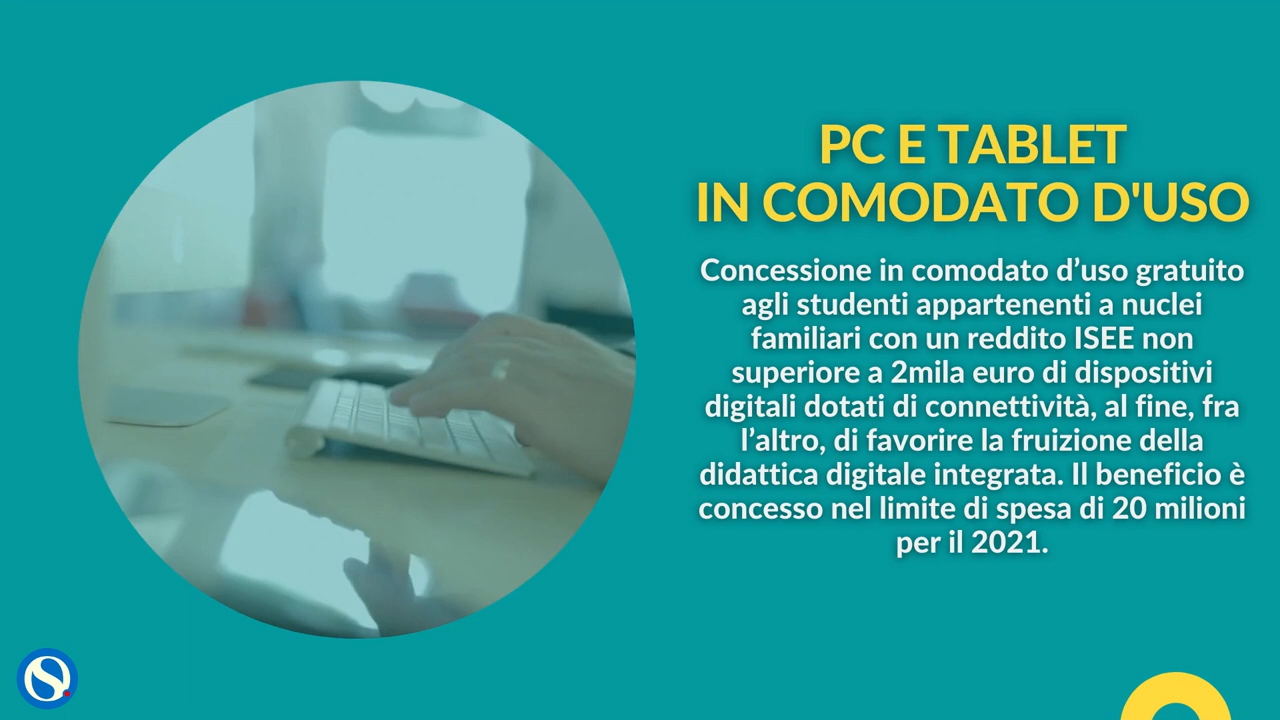 PC E TABLET
IN COMODATO D'USO
Concessione in comodato d’uso gratuito
agli studenti appartenenti a nuclei
familiari con un reddito ISEE non
superiore a 2mila euro di dispositivi
digitali dotati di connettività, al fine, fra
l’altro, di favorire la fruizione della
didattica digitale integrata. Il beneficio è
concesso nel limite di spesa di 20 milioni
per il 2021.
S